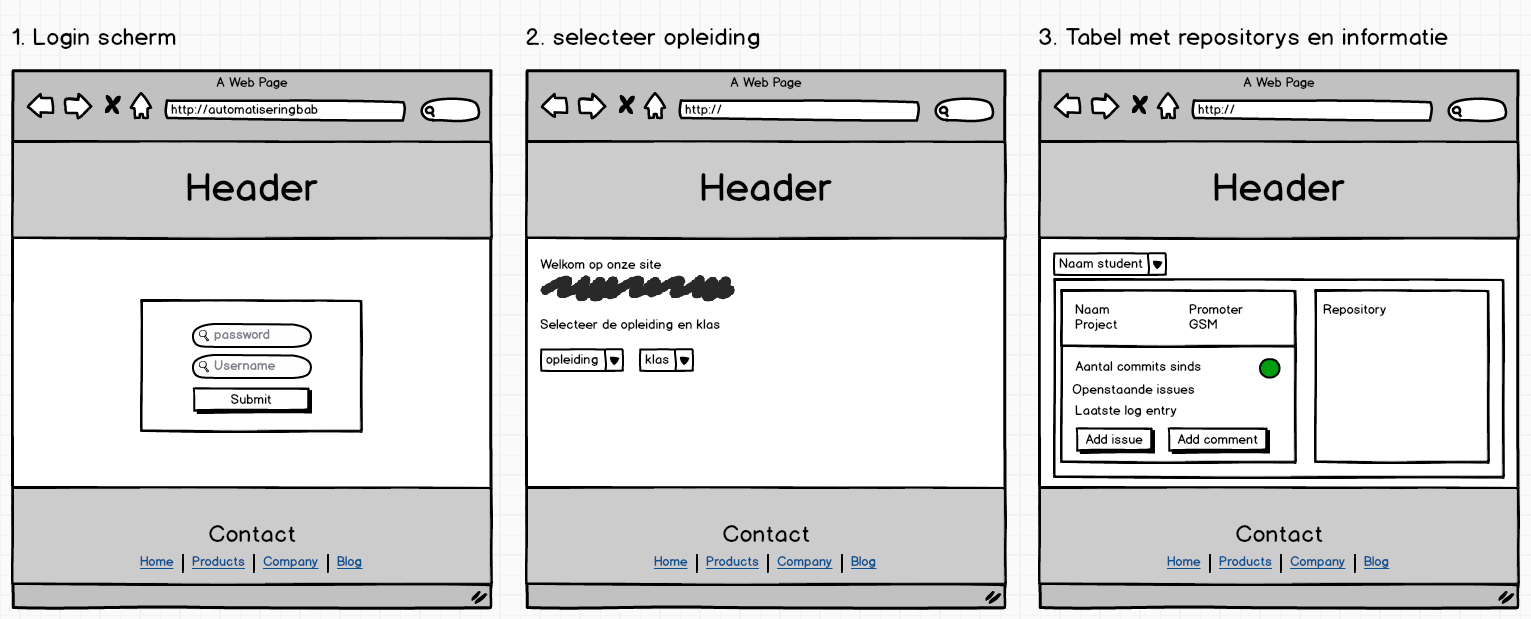 1. Login scherm
A Web Page
http://automatiseringbab
Header
password
Username
Submit
Contact
Home | Products | Company | Blog
2. selecteer opleiding
A Web Page
http://
Header
Welkom op onze site
Selecteer de opleiding en klas
opleiding
klas
Contact
Home | Products | Company | Blog
3. Tabel met repositorys en informatie
A Web Page
http://
Header
Naam student
Naam Promoter
Project GSM
Aantal commits sinds
Openstaande issues
Laatste log entry
Add issue
Add comment
Repository
Contact
Home | Products | Company | Blog